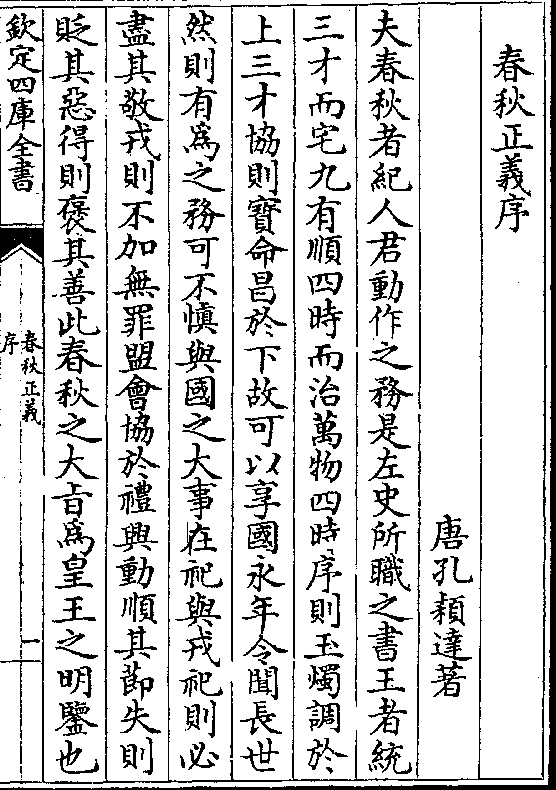 春秋正義序
唐孔穎達著
夫春秋者紀人君動作之務是左史所職之書王者統
三才而宅九有順四時而治萬物四時序則玉燭調於
上三才協則寶命昌於下故可以享國永年令聞長世
然則有爲之務可不慎與國之大事在祀與戎祀則必
盡其敬戎則不加無罪盟會協於禮興動順其節失則
貶其惡得則襃其善此春秋之大旨爲皇王之明鑒也
欽定四庫全書
春秋正義
序
一